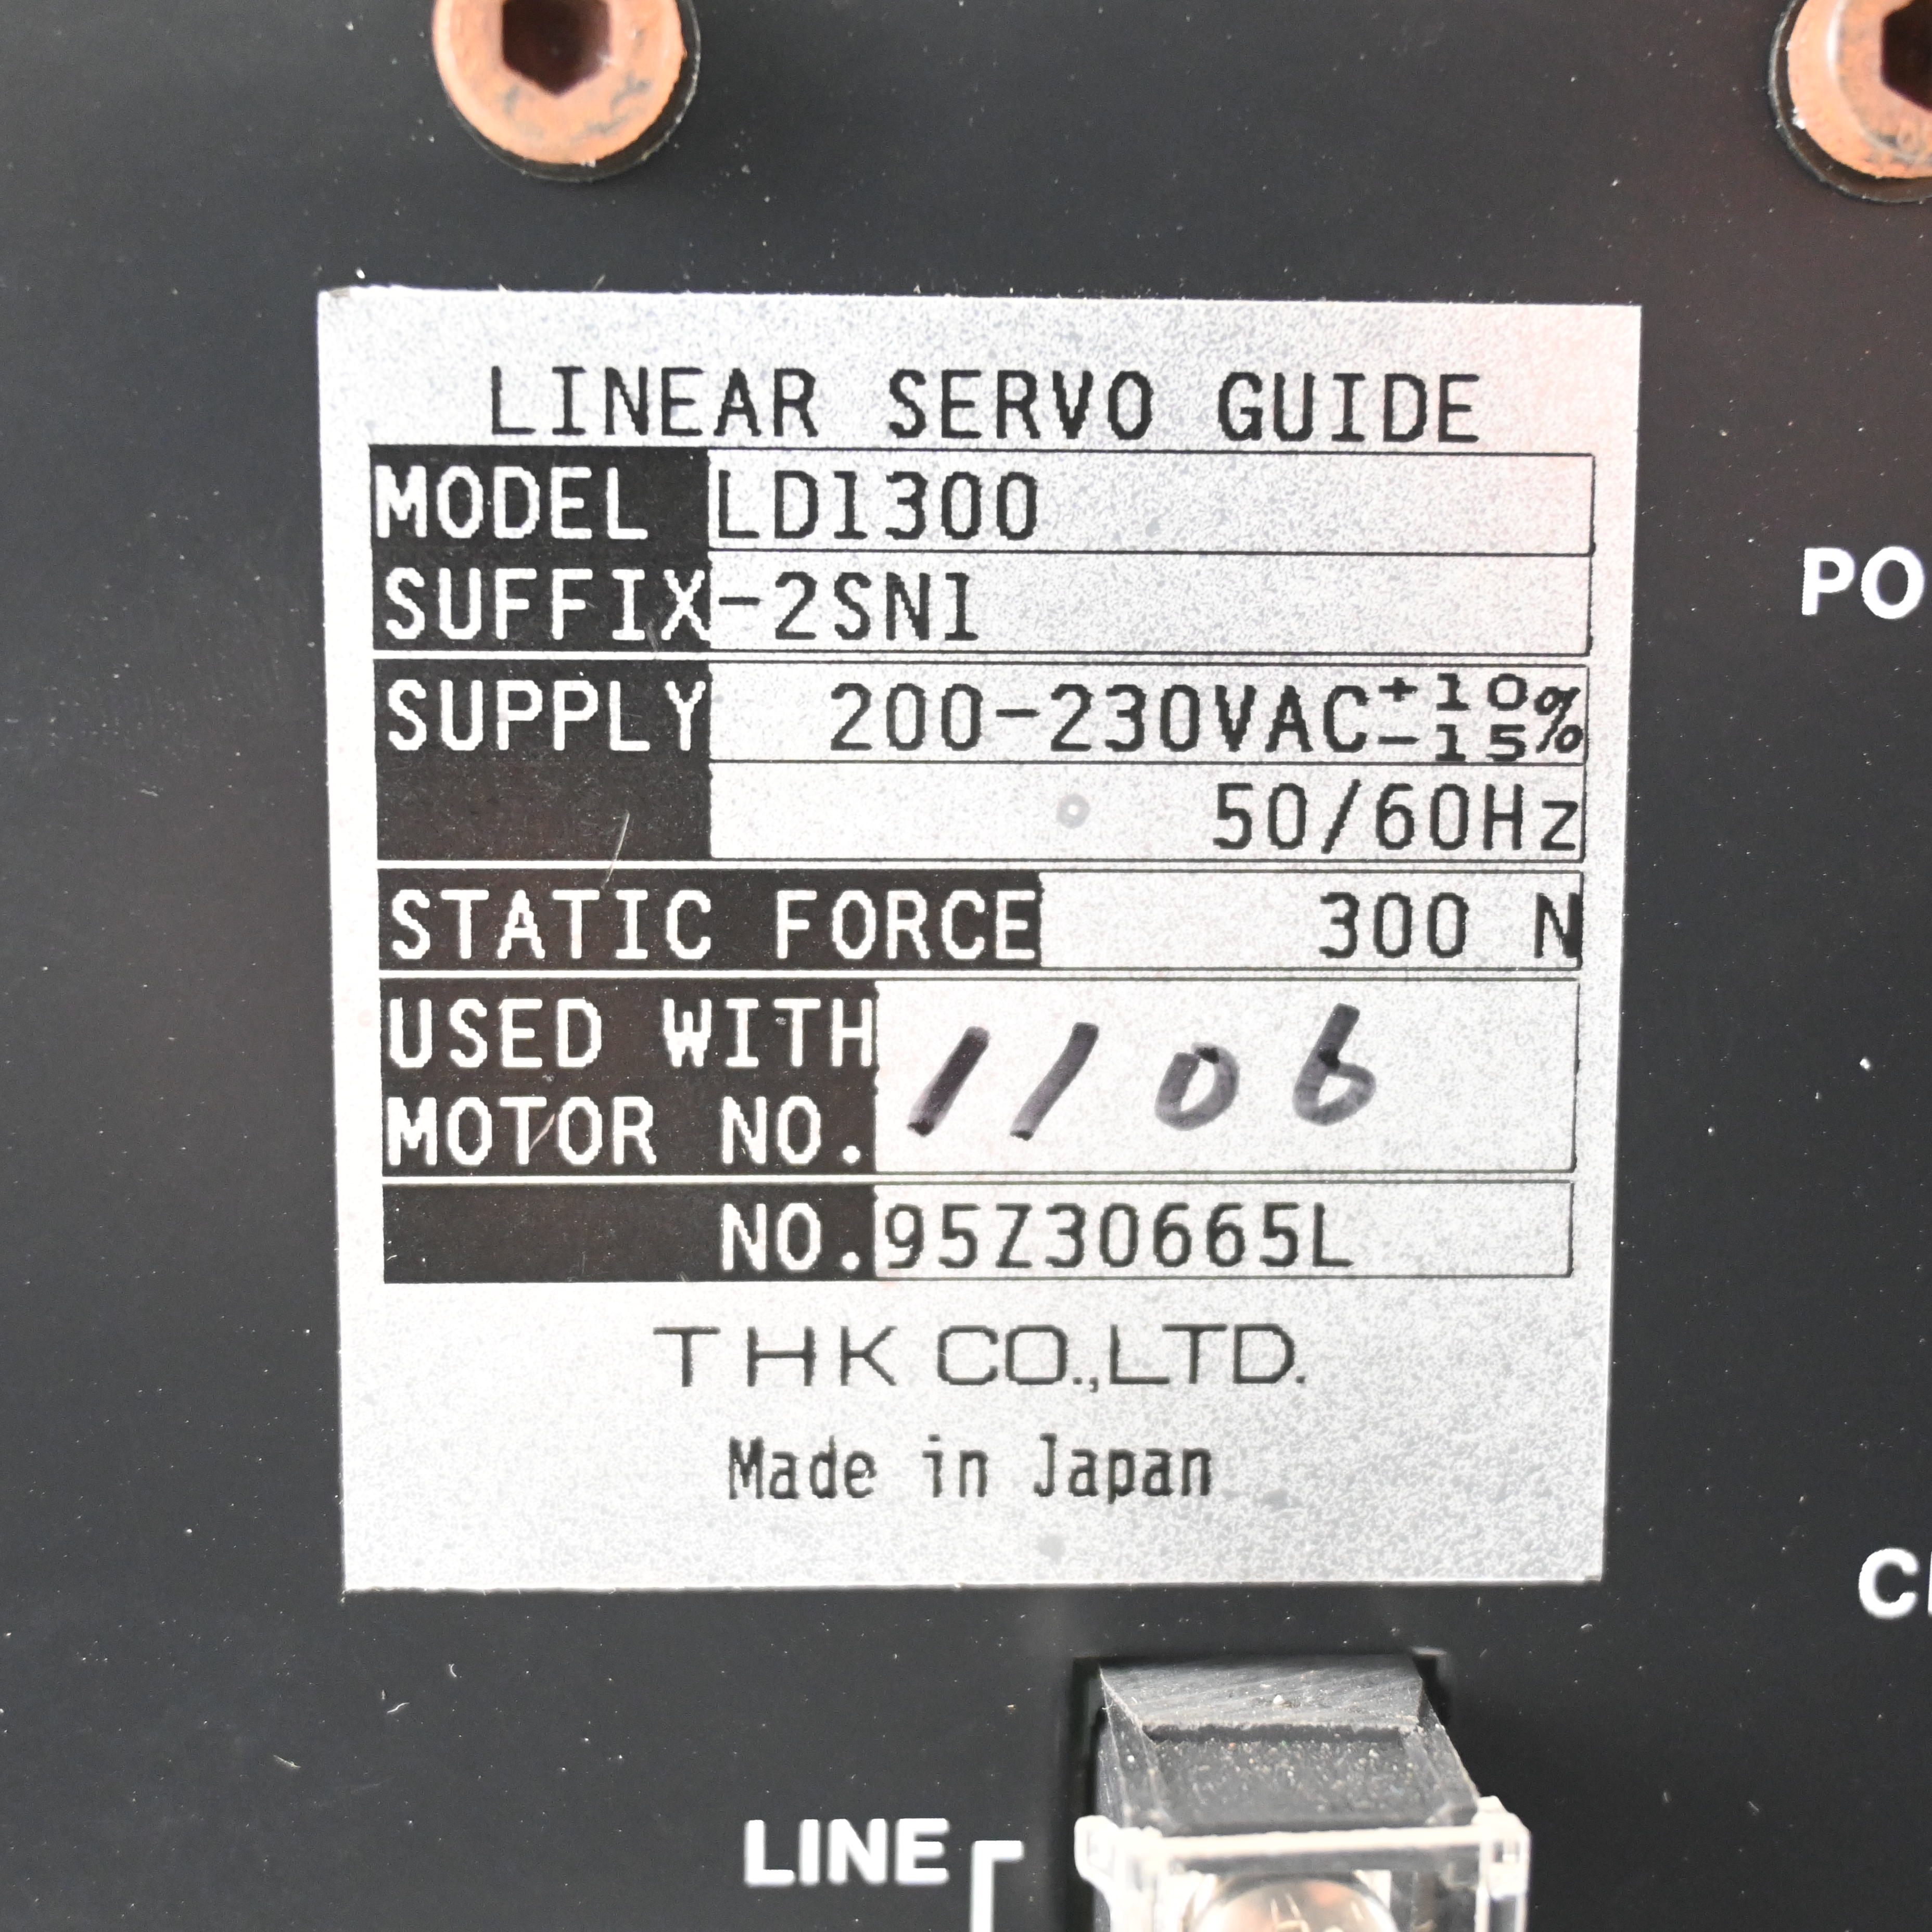 LINEAR SERVO GUIDE
MODEL LD1300
SUFFIX -2SN1
SUPPLY 200-230VAC +10 -15 %
50/60Hz
STATIC FORCE 300 N
USED WITH
MOTOR NO. 1106
NO. 95Z30665L
THK CO.,LTD.
Made in Japan
PO
LINE